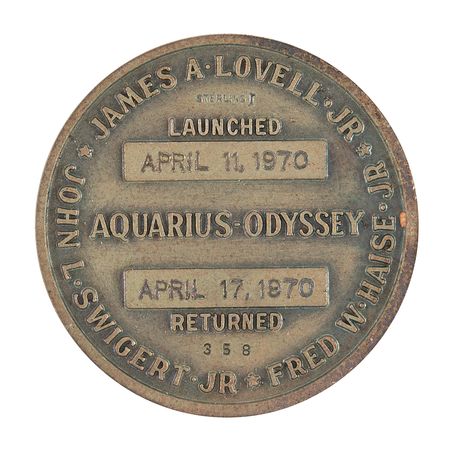 JAMES A·LOVELL·JR
STERLING
LAUNCHED
APRIL 11, 1970
AQUARIUS-ODYSSEY
APRIL 17, 1970
RETURNED
358
FRED W·HAISE·JR
JOHN L·SWIGERT·JR